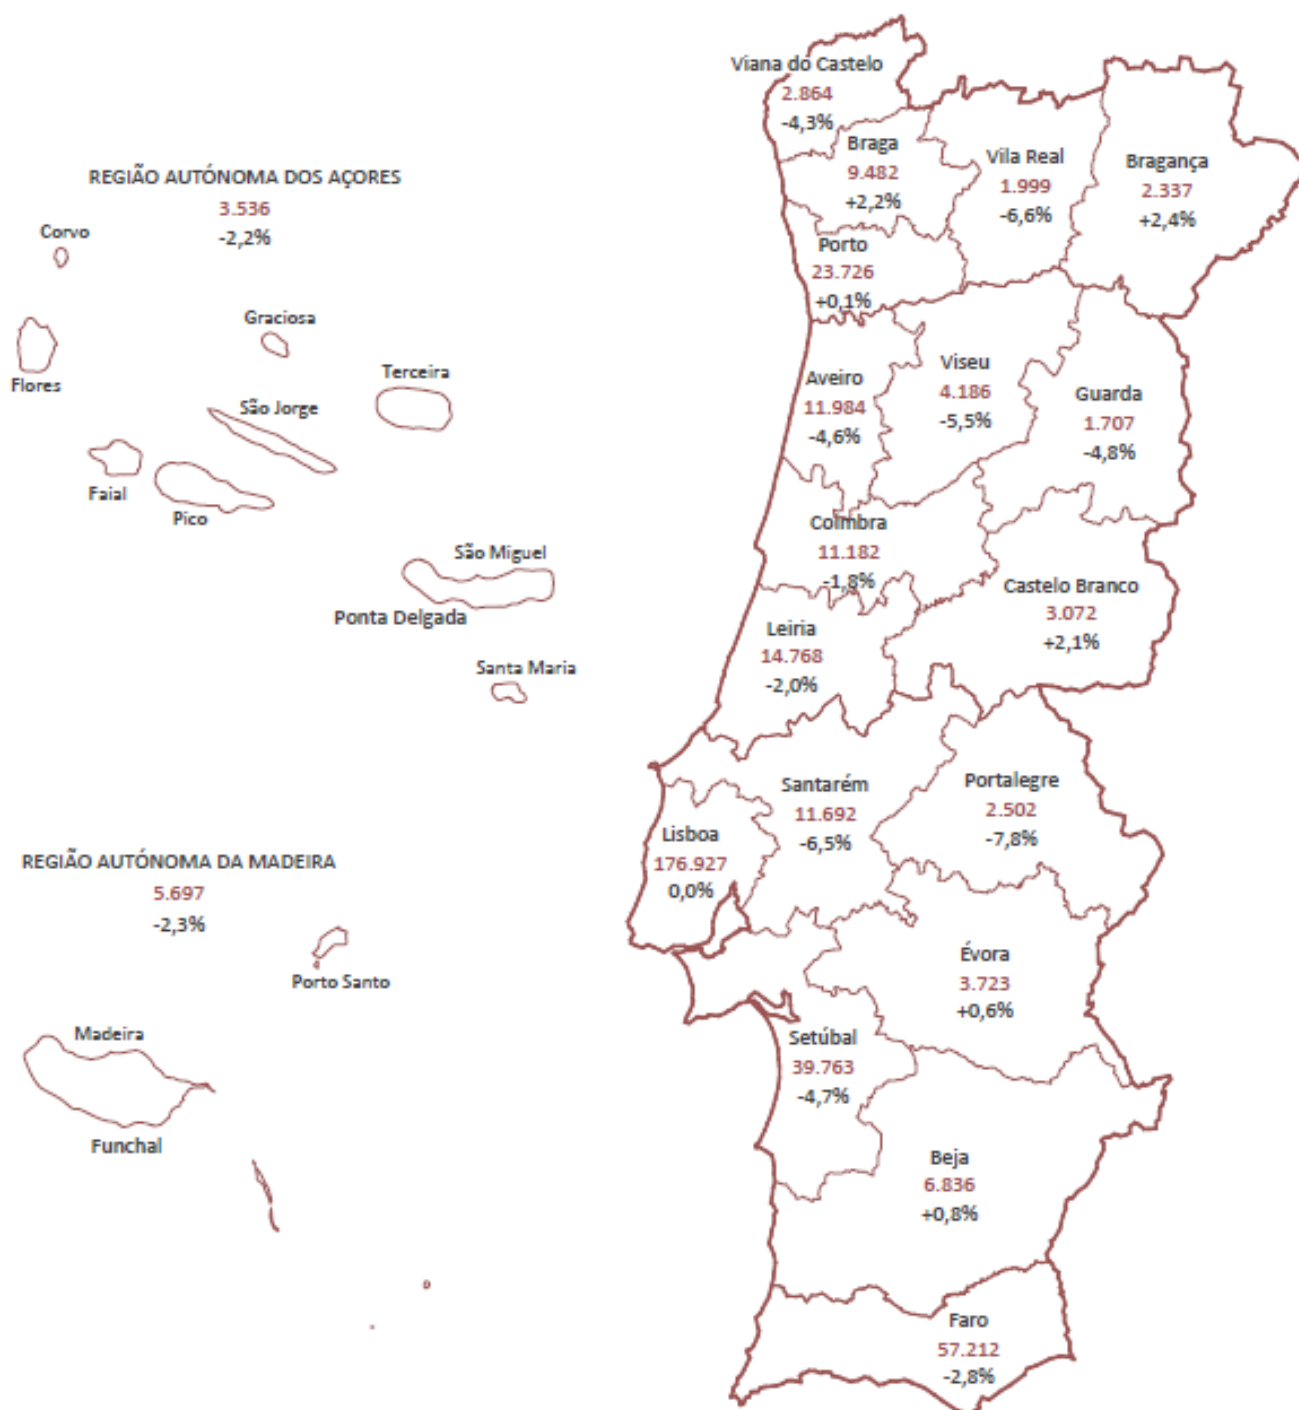 Viana do Castelo
2.864
-4,3%
Braga
9.482
+2,2%
Vila Real
1.999
-6,6%
Bragança
2.337
+2,4%
Porto
23.726
+0,1%
REGIÃO AUTÓNOMA DOS AÇORES
3.536
-2,2%
Corvo
Graciosa
Flores
Terceira
São Jorge
Faial
Pico
São Miguel
Ponta Delgada
Santa Maria
Aveiro
11.984
-4,6%
Viseu
4.186
-5,5%
Guarda
1.707
-4,8%
Coimbra
11.182
-1,8%
Castelo Branco
3.072
+2,1%
Leiria
14.768
-2,0%
Santarém
11.692
-6,5%
Portalegre
2.502
-7,8%
Lisboa
176.927
0,0%
REGIÃO AUTÓNOMA DA MADEIRA
5.697
-2,3%
Porto Santo
Madeira
Funchal
Évora
3.723
+0,6%
Setúbal
39.763
-4,7%
Beja
6.836
+0,8%
Faro
57.212
-2,8%